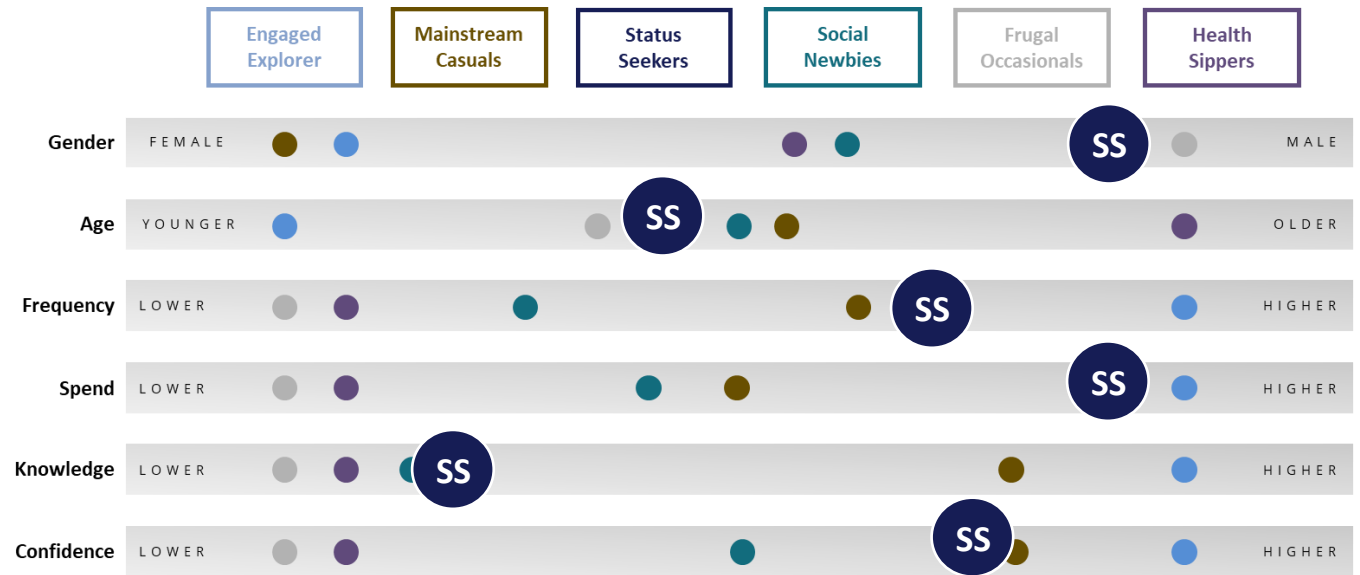 Engaged
Explorer
Mainstream
Casuals
Status
Seekers
Social
Newbies
Frugal
Occasionals
Health
Sippers
Gender
FEMALE
SS
MALE
Age
YOUNGER
SS
OLDER
Frequency
LOWER
SS
HIGHER
Spend
LOWER
SS
HIGHER
Knowledge
LOWER
SS
HIGHER
Confidence
LOWER
SS
HIGHER